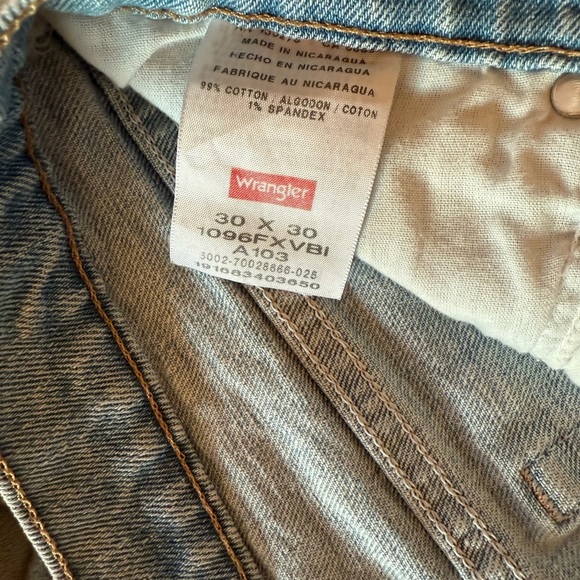 MADE IN NICARAGUA
HECHO EN NICARAGUA
FABRIQUE AU NICARAGUA
99% COTTON / ALGODON / COTON
1% SPANDEX
Wrangler
30 X 30
1096FXVBI
A103
3002-70028666-025
191683403650